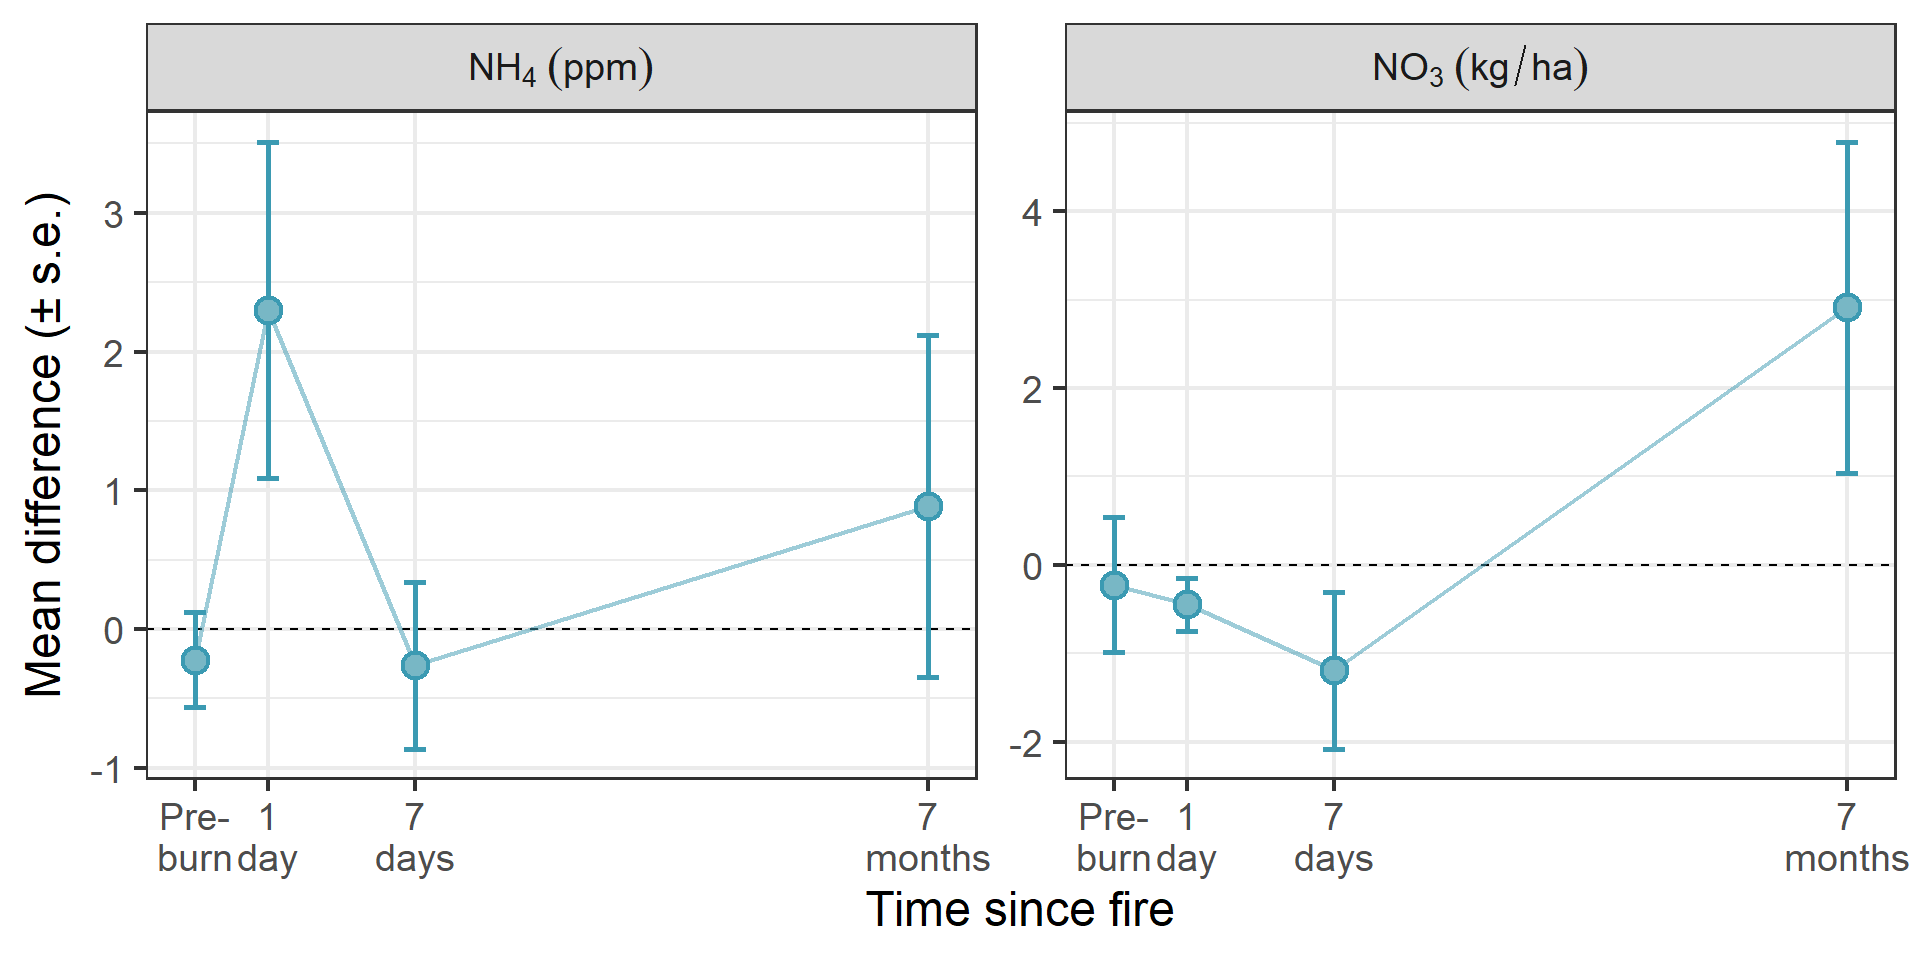 NH₄ (ppm)
NO₃ (kg/ha)
Mean difference (± s.e.)
3
2
1
0
-1
4
2
0
-2
Pre-burn
1 day
7 days
7 months
Pre-burn
1 day
7 days
7 months
Time since fire